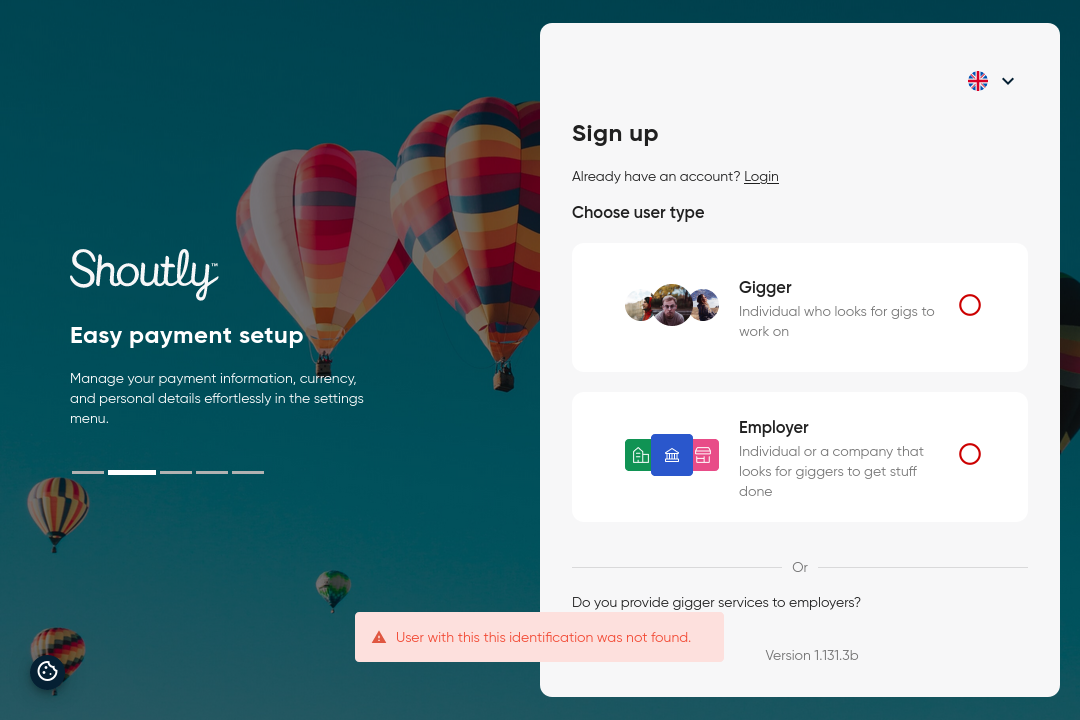 Shoutly™
Easy payment setup
Manage your payment information, currency,
and personal details effortlessly in the settings
menu.
Sign up
Already have an account? Login
Choose user type
Gigger
Individual who looks for gigs to
work on
Employer
Individual or a company that
looks for giggers to get stuff
done
Or
Do you provide gigger services to employers?
User with this this identification was not found.
Version 1.131.3b